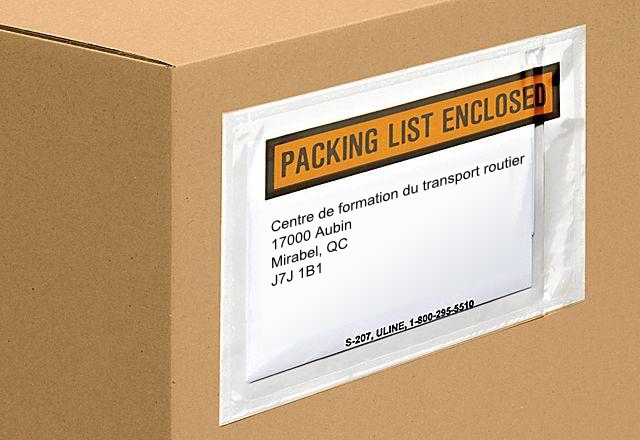 PACKING LIST ENCLOSED
Centre de formation du transport routier
17000 Aubin
Mirabel, QC
J7J 1B1
S-207, ULINE, 1-800-295-5510